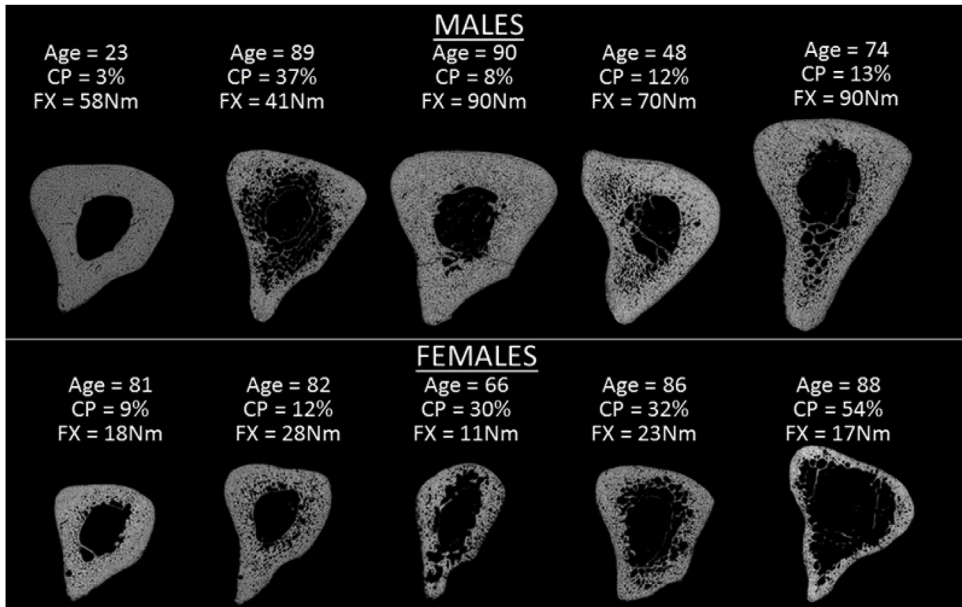 MALES
Age = 23
CP = 3%
FX = 58Nm
Age = 89
CP = 37%
FX = 41Nm
Age = 90
CP = 8%
FX = 90Nm
Age = 48
CP = 12%
FX = 70Nm
Age = 74
CP = 13%
FX = 90Nm
FEMALES
Age = 81
CP = 9%
FX = 18Nm
Age = 82
CP = 12%
FX = 28Nm
Age = 66
CP = 30%
FX = 11Nm
Age = 86
CP = 32%
FX = 23Nm
Age = 88
CP = 54%
FX = 17Nm